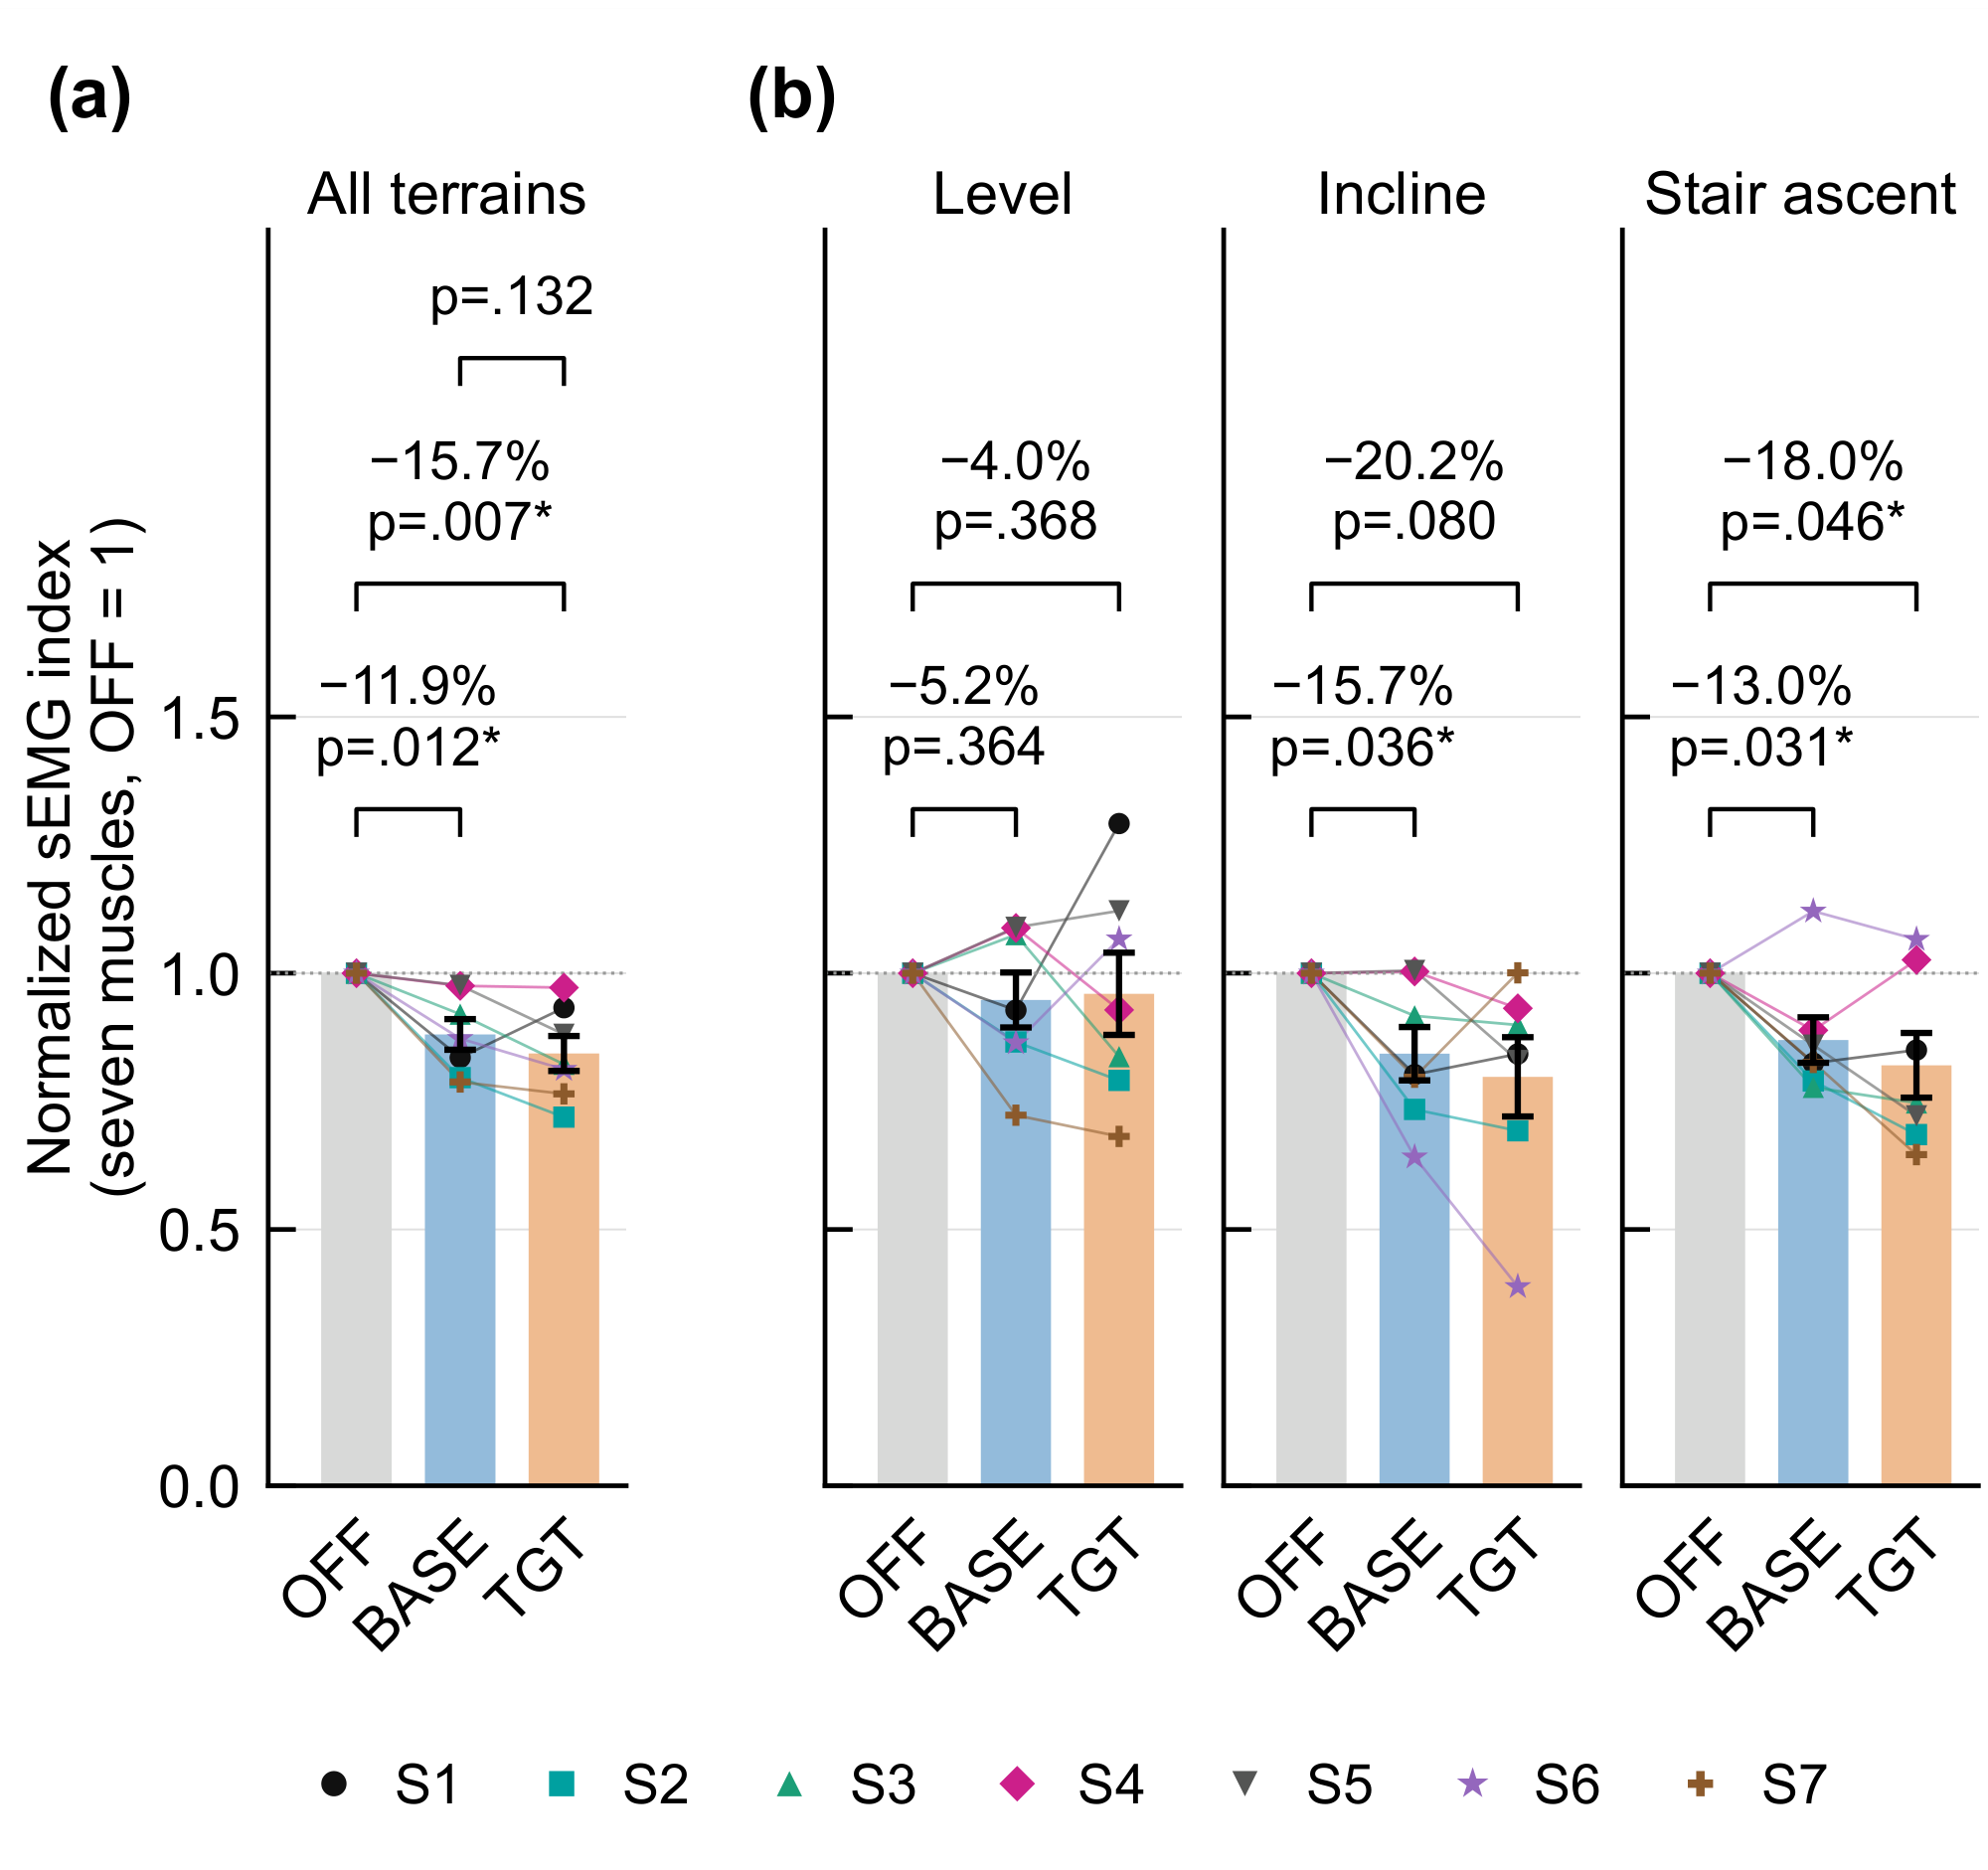 (a)
(b)
All terrains
Level
Incline
Stair ascent
p=.132
−15.7%
p=.007*
−11.9%
p=.012*
−4.0%
p=.368
−5.2%
p=.364
−20.2%
p=.080
−15.7%
p=.036*
−18.0%
p=.046*
−13.0%
p=.031*
Normalized sEMG index
(seven muscles, OFF = 1)
1.5
1.0
0.5
0.0
OFF
BASE
TGT
OFF
BASE
TGT
OFF
BASE
TGT
OFF
BASE
TGT
S1 S2 S3 S4 S5 S6 S7